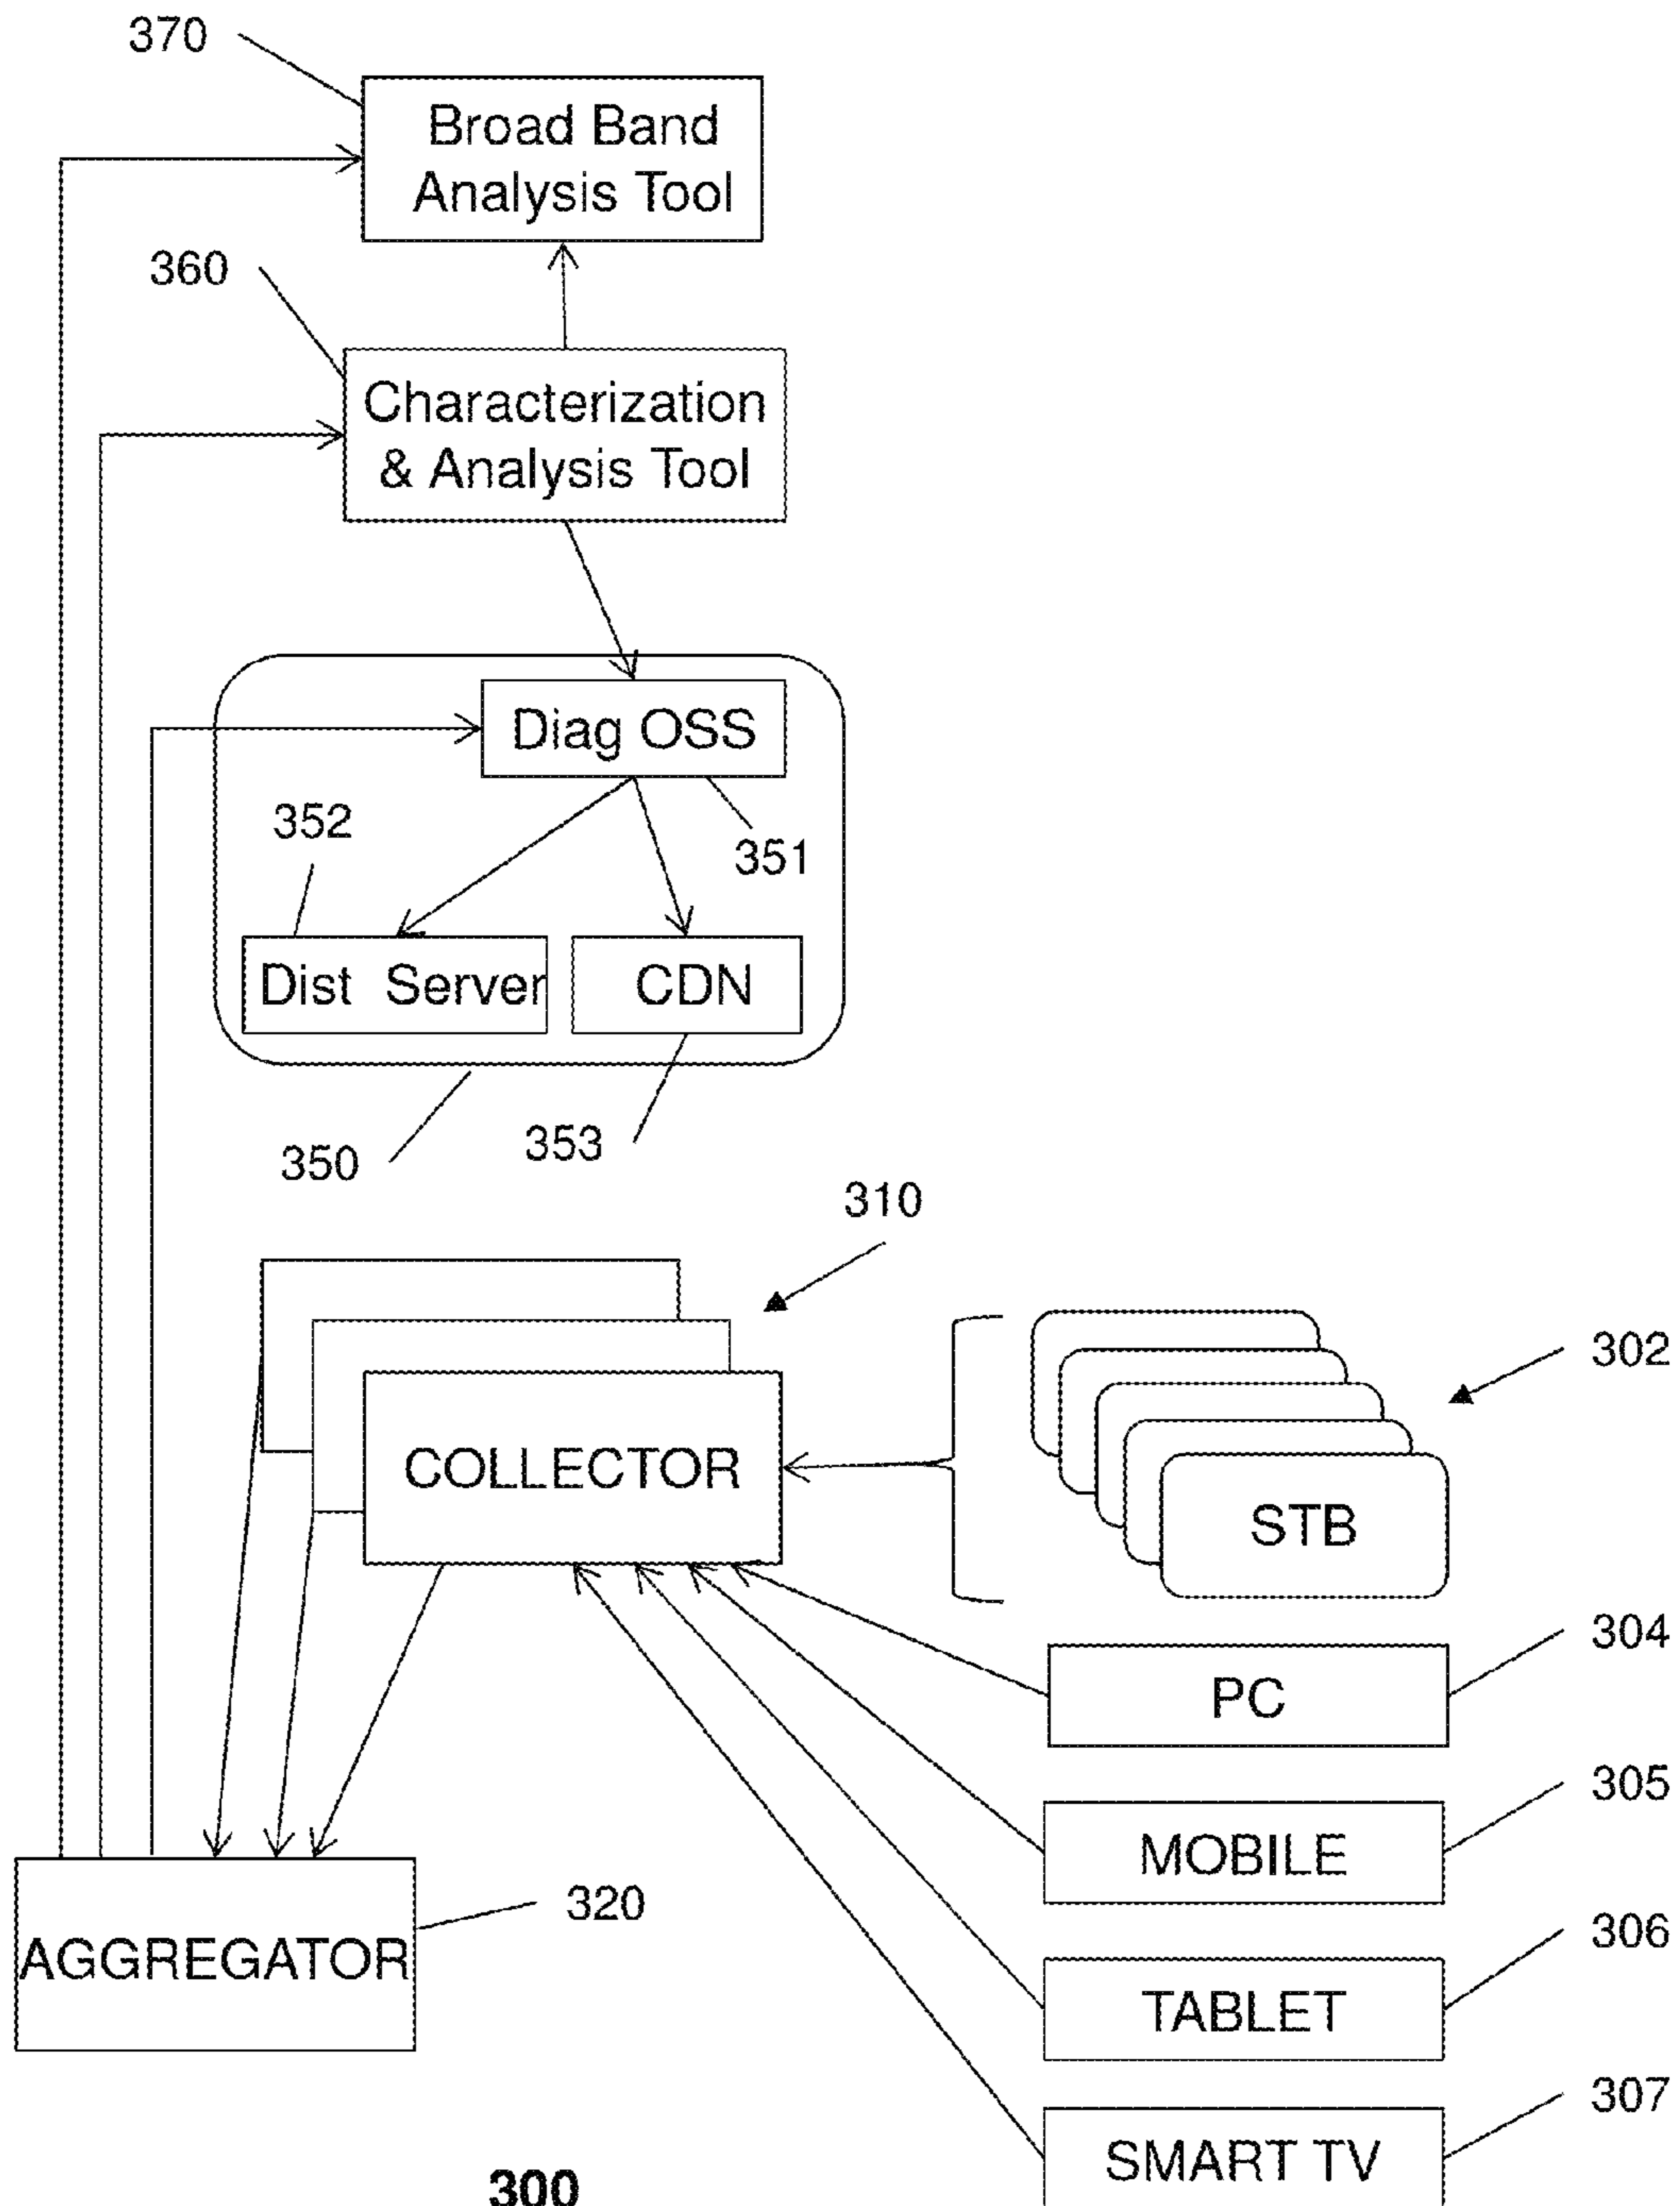 370
Broad Band
Analysis Tool
360
Characterization
& Analysis Tool
Diag OSS
352
351
Dist Server
CDN
350
353
310
302
COLLECTOR
STB
304
PC
305
MOBILE
320
AGGREGATOR
306
TABLET
307
SMART TV
300